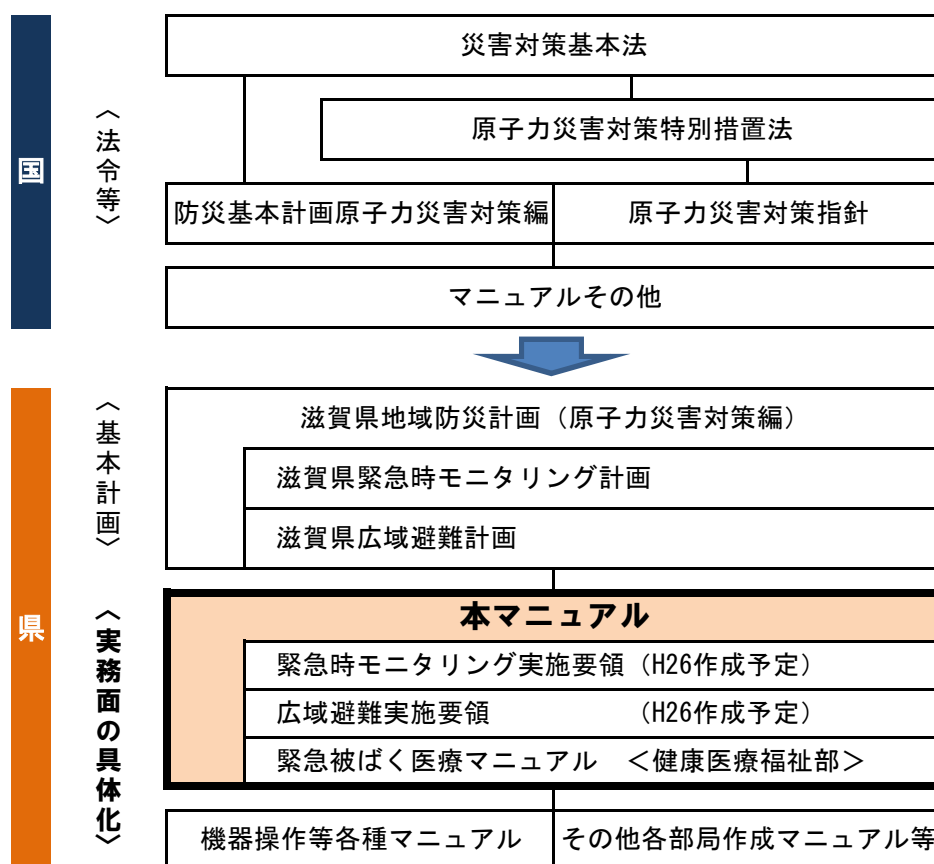 国
〈法令等〉
災害対策基本法
原子力災害対策特別措置法
防災基本計画原子力災害対策編
原子力災害対策指針
マニュアルその他
県
〈基本計画〉
滋賀県地域防災計画（原子力災害対策編）
滋賀県緊急時モニタリング計画
滋賀県広域避難計画
〈実務面の具体化〉
本マニュアル
緊急時モニタリング実施要領（H26作成予定）
広域避難実施要領　　　　　（H26作成予定）
緊急被ばく医療マニュアル　＜健康医療福祉部＞
機器操作等各種マニュアル
その他各部局作成マニュアル等